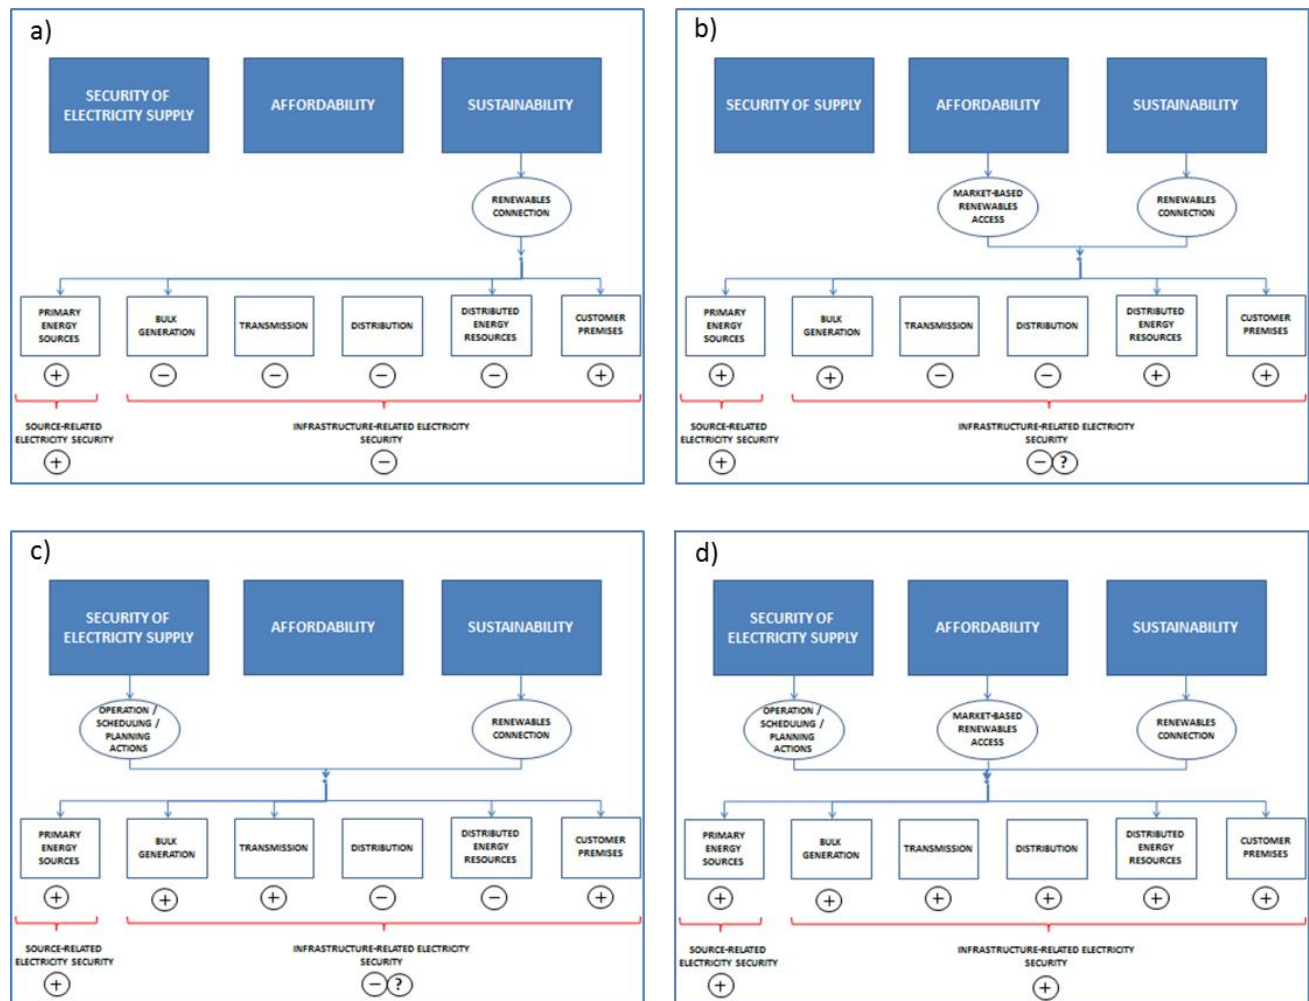 a)
SECURITY OF
ELECTRICITY SUPPLY
AFFORDABILITY
SUSTAINABILITY
RENEWABLES
CONNECTION
PRIMARY
ENERGY
SOURCES
BULK
GENERATION
TRANSMISSION
DISTRIBUTION
DISTRIBUTED
ENERGY
RESOURCES
CUSTOMER
PREMISES
+ − − − − +
SOURCE-RELATED
ELECTRICITY SECURITY
+
INFRASTRUCTURE-RELATED ELECTRICITY
SECURITY
−
b)
SECURITY OF SUPPLY
AFFORDABILITY
SUSTAINABILITY
MARKET-BASED
RENEWABLES
ACCESS
RENEWABLES
CONNECTION
PRIMARY
ENERGY
SOURCES
BULK
GENERATION
TRANSMISSION
DISTRIBUTION
DISTRIBUTED
ENERGY
RESOURCES
CUSTOMER
PREMISES
+ + − − + +
SOURCE-RELATED
ELECTRICITY SECURITY
+
INFRASTRUCTURE-RELATED ELECTRICITY
SECURITY
− ?
c)
SECURITY OF
ELECTRICITY SUPPLY
AFFORDABILITY
SUSTAINABILITY
OPERATION /
SCHEDULING /
PLANNING
ACTIONS
RENEWABLES
CONNECTION
PRIMARY
ENERGY
SOURCES
BULK
GENERATION
TRANSMISSION
DISTRIBUTION
DISTRIBUTED
ENERGY
RESOURCES
CUSTOMER
PREMISES
+ + + − − +
SOURCE-RELATED
ELECTRICITY SECURITY
+
INFRASTRUCTURE-RELATED ELECTRICITY
SECURITY
− ?
d)
SECURITY OF
ELECTRICITY SUPPLY
AFFORDABILITY
SUSTAINABILITY
OPERATION /
SCHEDULING /
PLANNING
ACTIONS
MARKET-BASED
RENEWABLES
ACCESS
RENEWABLES
CONNECTION
PRIMARY
ENERGY
SOURCES
BULK
GENERATION
TRANSMISSION
DISTRIBUTION
DISTRIBUTED
ENERGY
RESOURCES
CUSTOMER
PREMISES
+ + + + + +
SOURCE-RELATED
ELECTRICITY SECURITY
+
INFRASTRUCTURE-RELATED ELECTRICITY
SECURITY
+